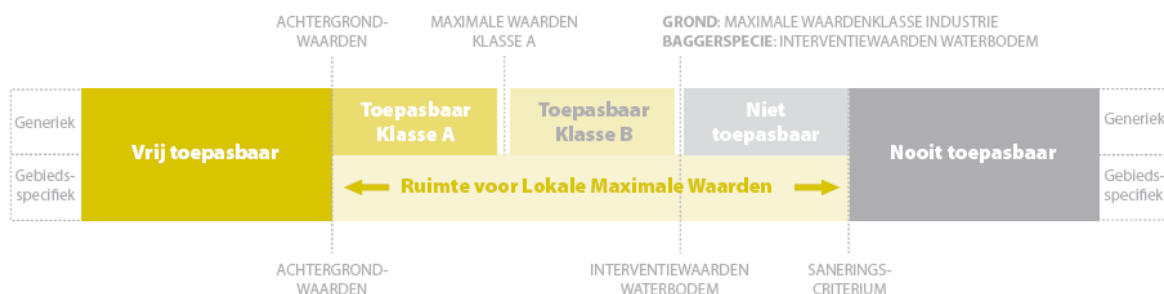 ACHTERGROND-
WAARDEN
MAXIMALE WAARDEN
KLASSE A
GROND: MAXIMALE WAARDENKLASSE INDUSTRIE
BAGGERSPECIE: INTERVENTIEWAARDEN WATERBODEM
Generiek
Gebieds-
specifiek
Vrij toepasbaar
Toepasbaar
Klasse A
Toepasbaar
Klasse B
Niet
toepasbaar
Ruimte voor Lokale Maximale Waarden
Nooit toepasbaar
Generiek
Gebieds-
specifiek
ACHTERGROND-
WAARDEN
INTERVENTIEWAARDEN
WATERBODEM
SANERINGS-
CRITERIUM